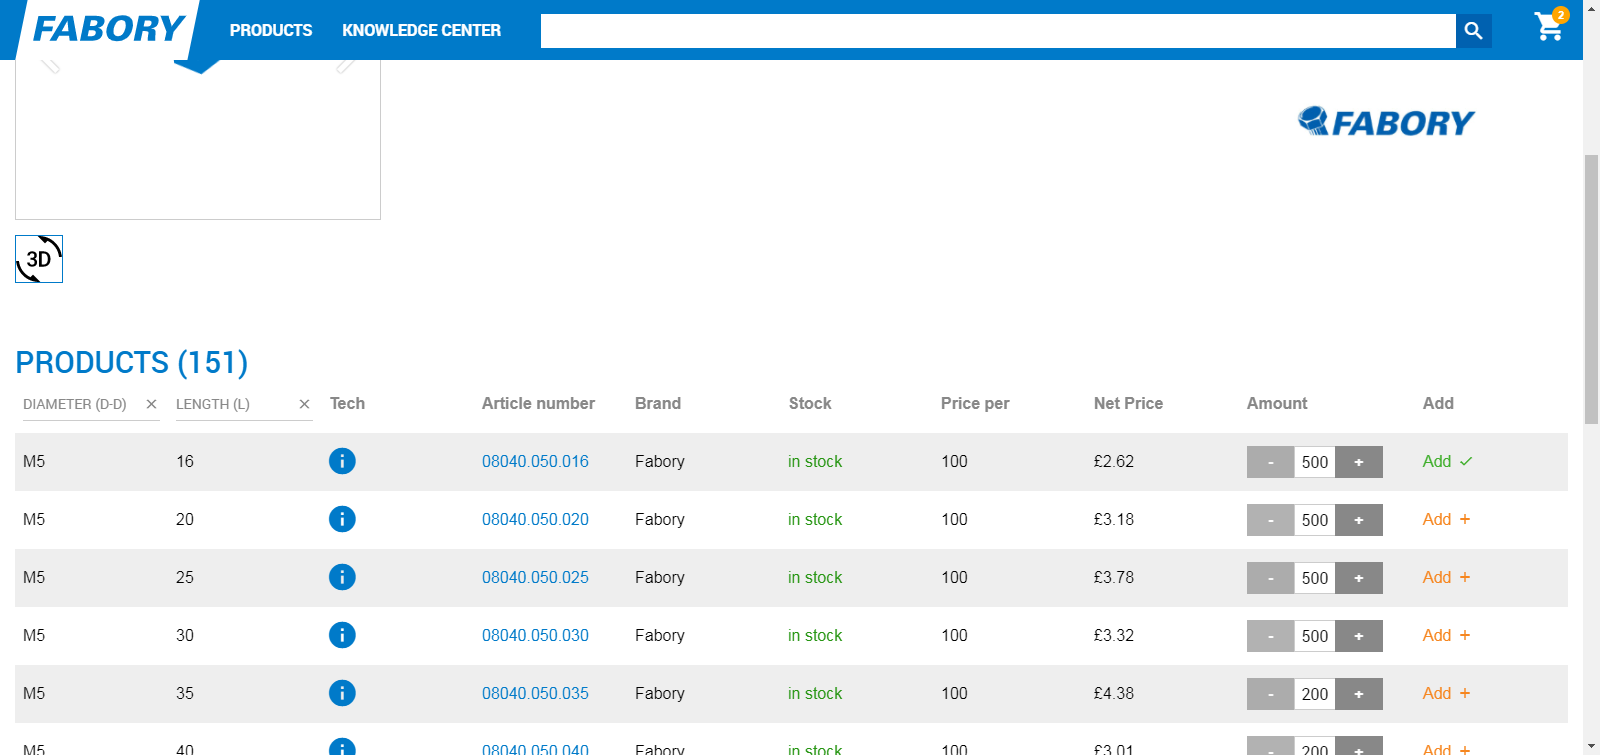 FABORY PRODUCTS KNOWLEDGE CENTER 2
FABORY
3D
PRODUCTS (151)
DIAMETER (D-D) LENGTH (L) Tech Article number Brand Stock Price per Net Price Amount Add
M5 16 i 08040.050.016 Fabory in stock 100 £2.62 - 500 + Add
M5 20 i 08040.050.020 Fabory in stock 100 £3.18 - 500 + Add +
M5 25 i 08040.050.025 Fabory in stock 100 £3.78 - 500 + Add +
M5 30 i 08040.050.030 Fabory in stock 100 £3.32 - 500 + Add +
M5 35 i 08040.050.035 Fabory in stock 100 £4.38 - 200 + Add +
M5 40 i 08040.050.040 Fabory in stock 100 £3.01 - 200 + Add +